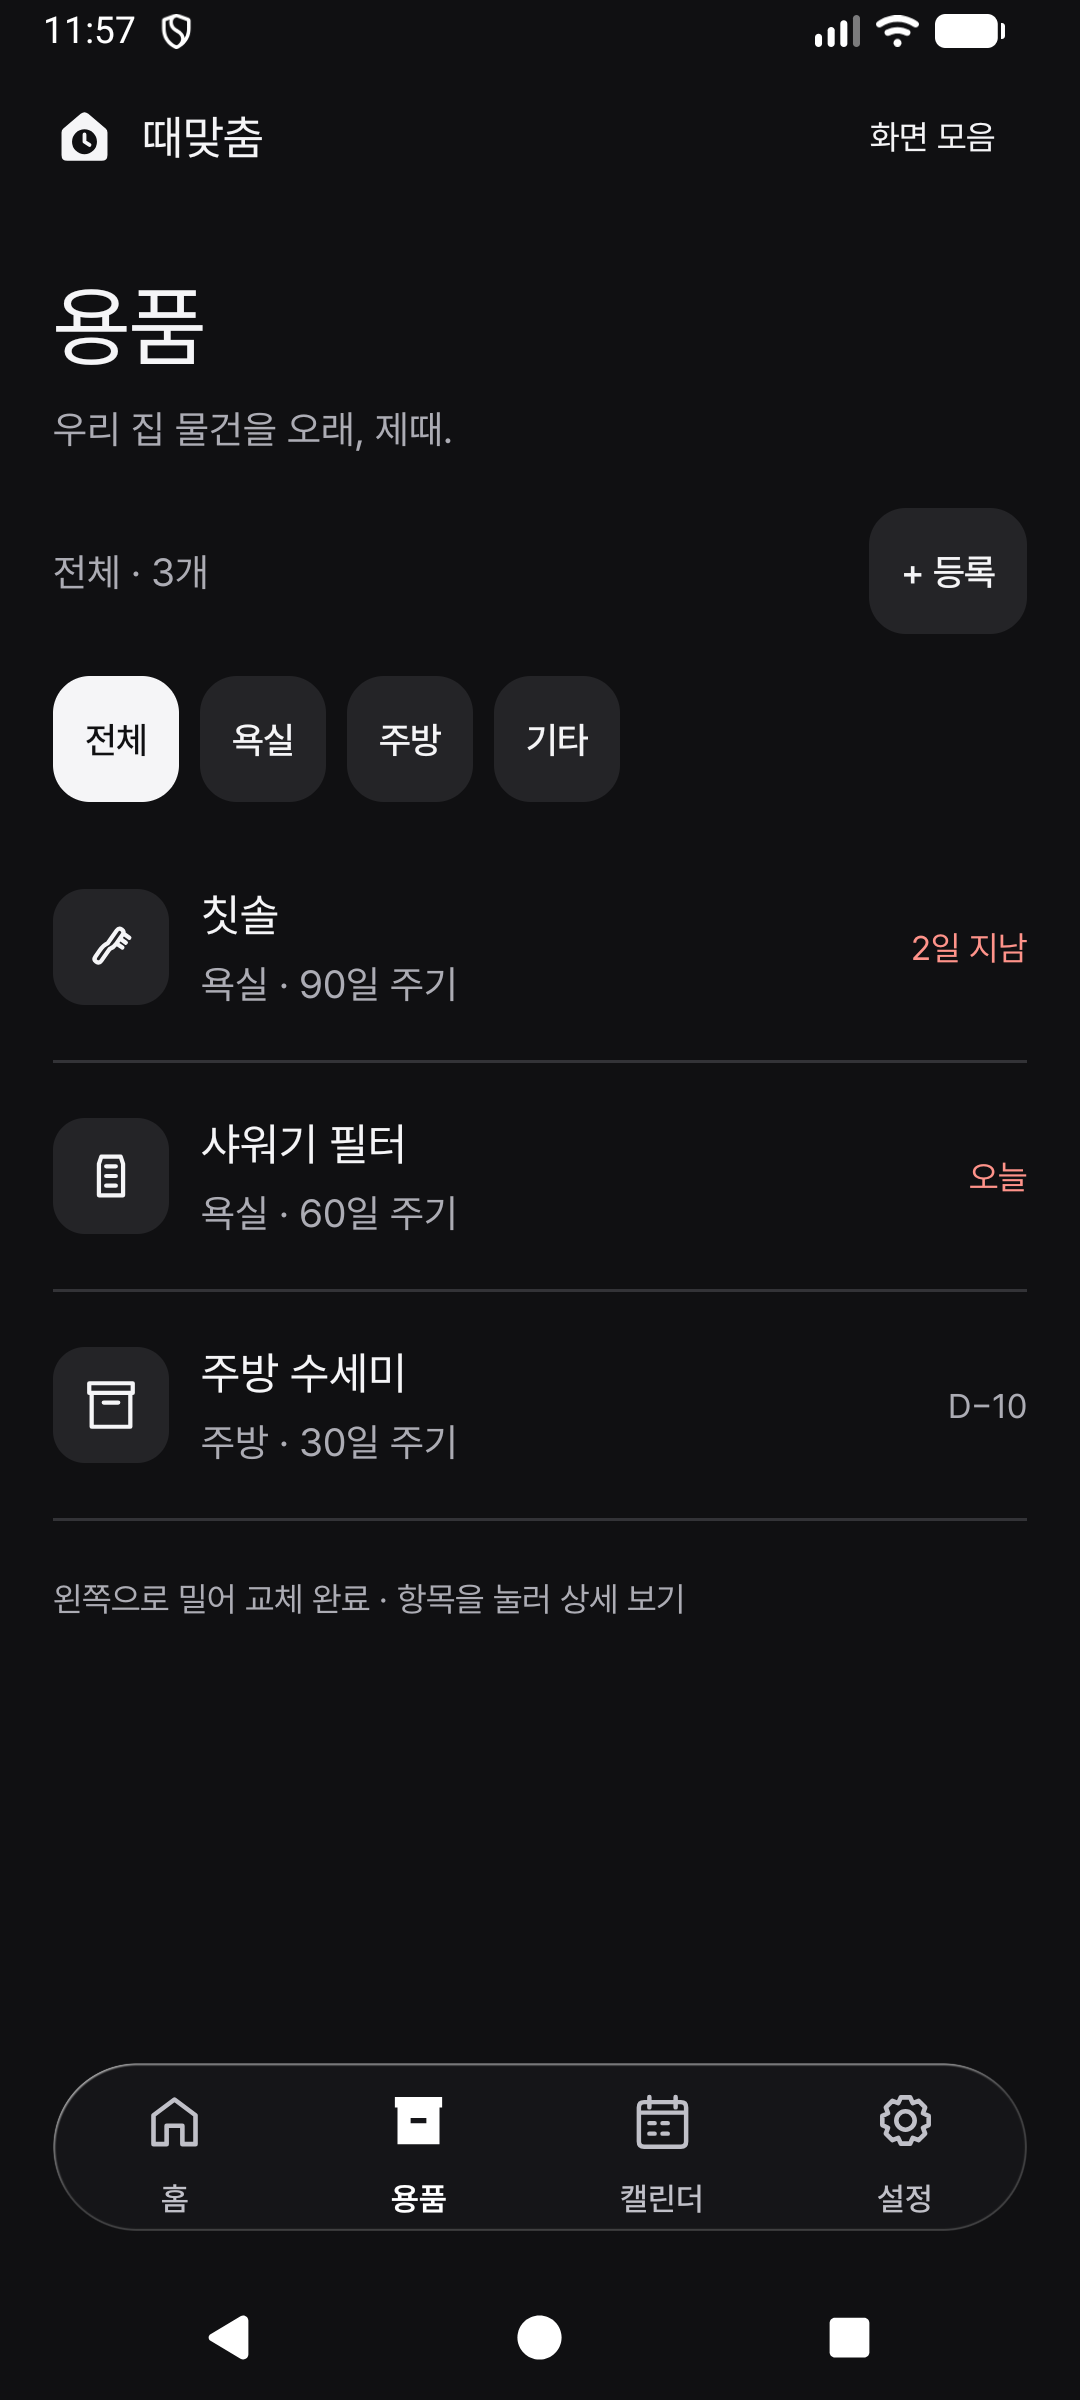 11:57
때맞춤
화면 모음
용품
우리 집 물건을 오래, 제때.
전체 · 3개
+ 등록
전체 욕실 주방 기타
칫솔
욕실 · 90일 주기
2일 지남
샤워기 필터
욕실 · 60일 주기
오늘
주방 수세미
주방 · 30일 주기
D−10
왼쪽으로 밀어 교체 완료 · 항목을 눌러 상세 보기
홈 용품 캘린더 설정